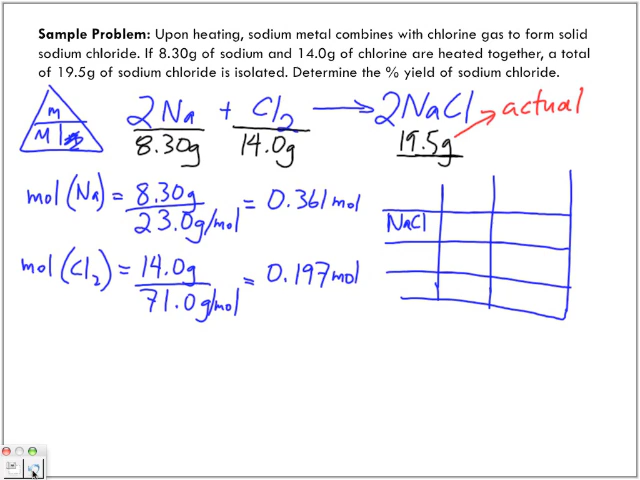 Sample Problem: Upon heating, sodium metal combines with chlorine gas to form solid
sodium chloride. If 8.30g of sodium and 14.0g of chlorine are heated together, a total
of 19.5g of sodium chloride is isolated. Determine the % yield of sodium chloride.
m
M
2Na + Cl₂ → 2NaCl → actual
8.30g 14.0g 19.5g
mol(Na) = 8.30g / 23.0g/mol = 0.361 mol
NaCl
mol(Cl₂) = 14.0g / 71.0g/mol = 0.197 mol